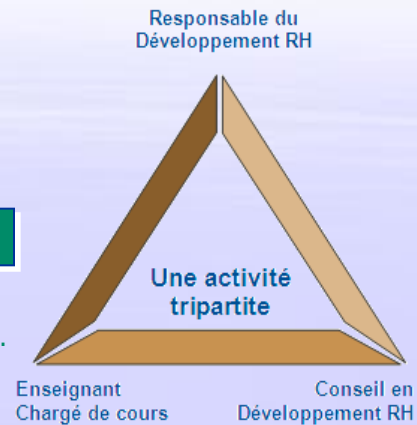 Responsable du
Développement RH
Une activité
tripartite
.
Enseignant
Chargé de cours
Conseil en
Développement RH